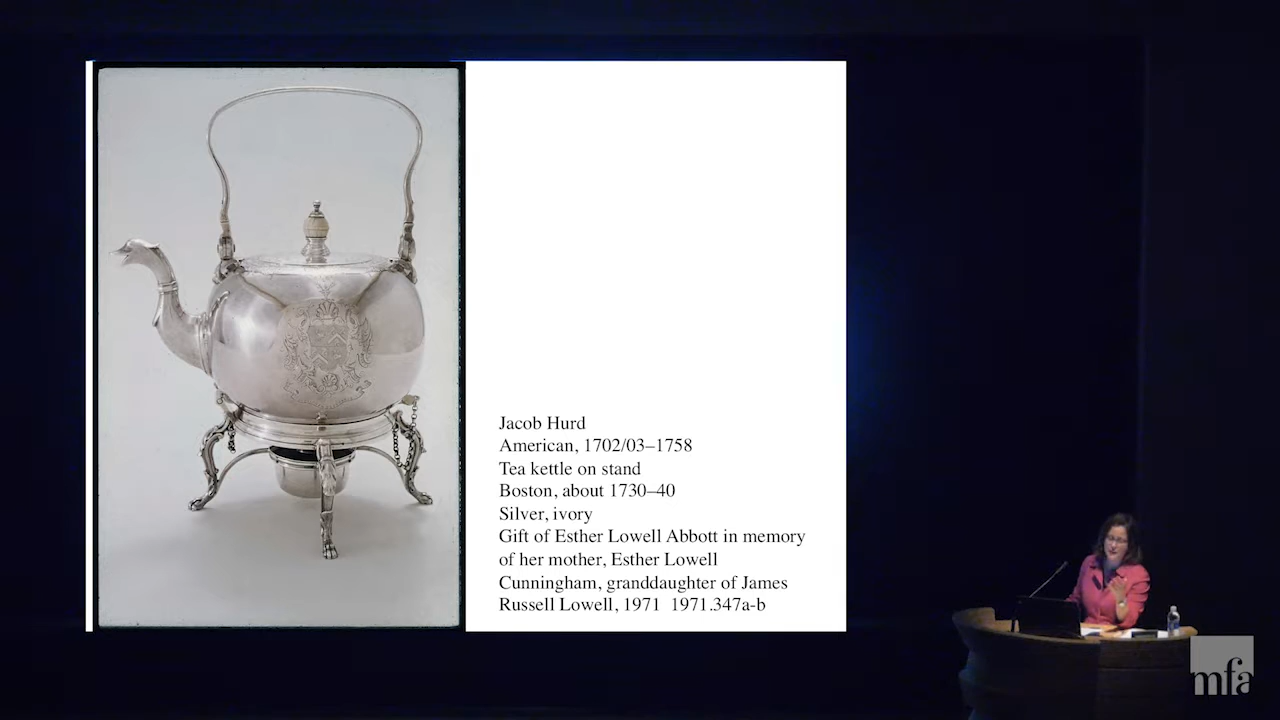 Jacob Hurd
American, 1702/03–1758
Tea kettle on stand
Boston, about 1730–40
Silver, ivory
Gift of Esther Lowell Abbott in memory
of her mother, Esther Lowell
Cunningham, granddaughter of James
Russell Lowell, 1971  1971.347a-b
mfa